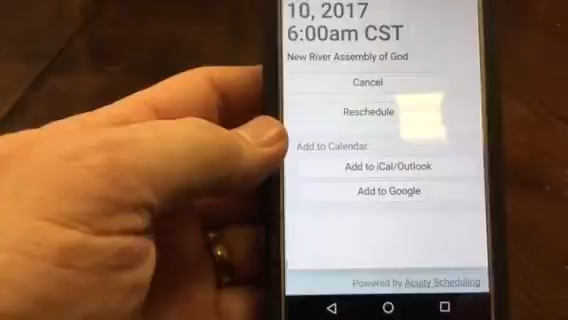 10, 2017
6:00am CST
New River Assembly of God
Cancel
Reschedule
Add to Calendar
Add to iCal/Outlook
Add to Google
Powered by Acuity Scheduling